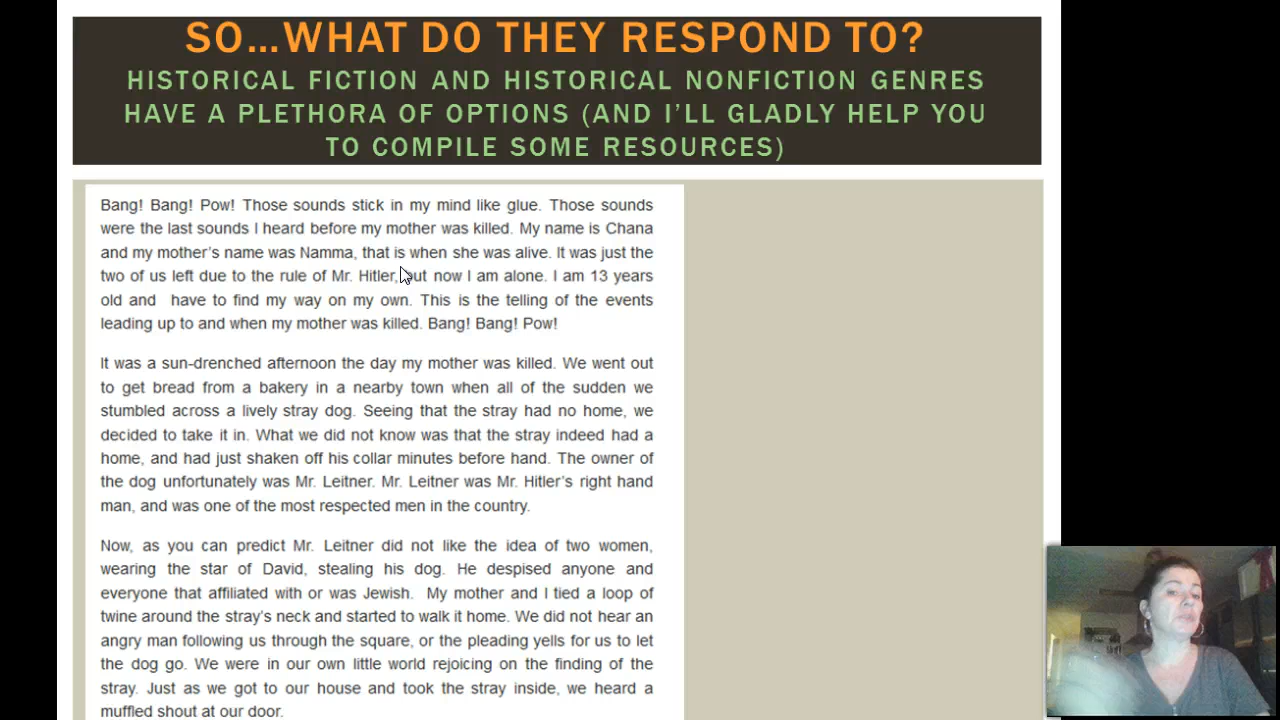 SO...WHAT DO THEY RESPOND TO?
HISTORICAL FICTION AND HISTORICAL NONFICTION GENRES
HAVE A PLETHORA OF OPTIONS (AND I'LL GLADLY HELP YOU
TO COMPILE SOME RESOURCES)
Bang! Bang! Pow! Those sounds stick in my mind like glue. Those sounds
were the last sounds I heard before my mother was killed. My name is Chana
and my mother's name was Namma, that is when she was alive. It was just the
two of us left due to the rule of Mr. Hitler, but now I am alone. I am 13 years
old and have to find my way on my own. This is the telling of the events
leading up to and when my mother was killed. Bang! Bang! Pow!
It was a sun-drenched afternoon the day my mother was killed. We went out
to get bread from a bakery in a nearby town when all of the sudden we
stumbled across a lively stray dog. Seeing that the stray had no home, we
decided to take it in. What we did not know was that the stray indeed had a
home, and had just shaken off his collar minutes before hand. The owner of
the dog unfortunately was Mr. Leitner. Mr. Leitner was Mr. Hitler's right hand
man, and was one of the most respected men in the country.
Now, as you can predict Mr. Leitner did not like the idea of two women,
wearing the star of David, stealing his dog. He despised anyone and
everyone that affiliated with or was Jewish. My mother and I tied a loop of
twine around the stray's neck and started to walk it home. We did not hear an
angry man following us through the square, or the pleading yells for us to let
the dog go. We were in our own little world rejoicing on the finding of the
stray. Just as we got to our house and took the stray inside, we heard a
muffled shout at our door.